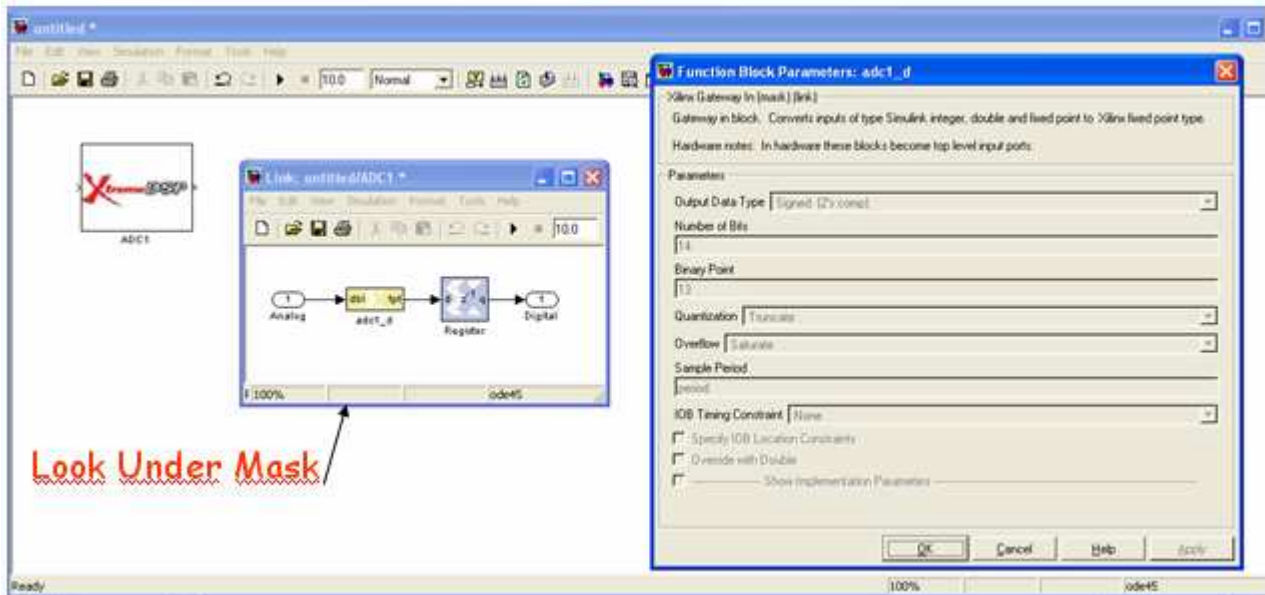 untitled *
File Edit View Simulation Format Tools Help
10.0 Normal
XtremeDSP
ADC1
Link: untitled/ADC1 *
File Edit View Simulation Format Tools Help
10.0
1
Analog
dbl fpt
adc1_d
d z⁻¹ q
Register
1
Digital
100% ode45
Look Under Mask
Function Block Parameters: adc1_d
Xilinx Gateway In (mask) (link)
Gateway in block. Converts inputs of type Simulink integer, double and fixed point to Xilinx fixed point type.
Hardware notes: In hardware these blocks become top level input ports.
Parameters
Output Data Type Signed (2's comp)
Number of Bits
14
Binary Point
13
Quantization Truncate
Overflow Saturate
Sample Period
period
IOB Timing Constraint None
Specify IOB Location Constraints
Override with Doubles
Show Implementation Parameters
OK Cancel Help Apply
Ready 100% ode45